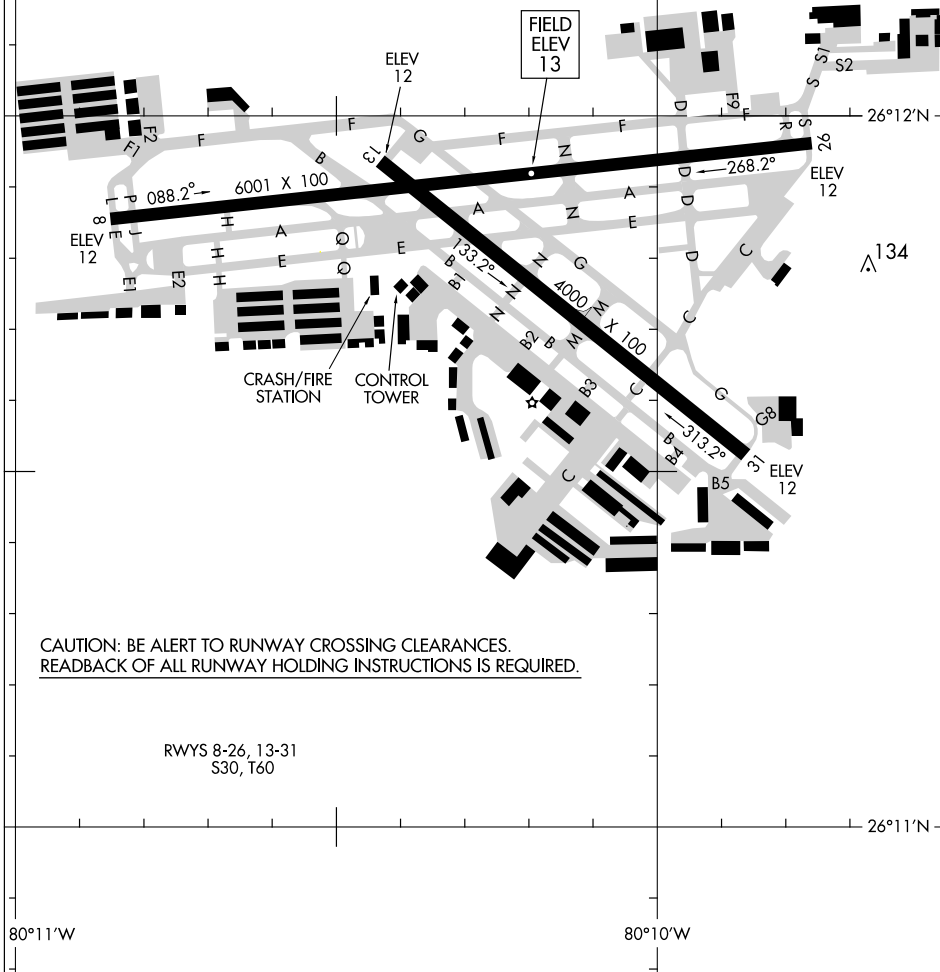 FIELD
ELEV
13
ELEV
12
S1
S2
S
D
F9
F
R
S
26°12'N
F2
F1
F
F
G
F
F
B
13
N
26
268.2°
D
ELEV
12
088.2°
6001 X 100
L
P
8
E
J
ELEV
12
H
A
Q
E
A
N
A
E
D
C
134
H
H
E
Q
E1
E2
133.2°
B
B1
N
G
N
N
4000 X 100
M
M
D
C
B2
B
CRASH/FIRE
STATION
CONTROL
TOWER
B3
C
G
G8
313.2°
B
B4
31
ELEV
12
C
B5
CAUTION: BE ALERT TO RUNWAY CROSSING CLEARANCES.
READBACK OF ALL RUNWAY HOLDING INSTRUCTIONS IS REQUIRED.
RWYS 8-26, 13-31
S30, T60
26°11'N
80°11'W
80°10'W